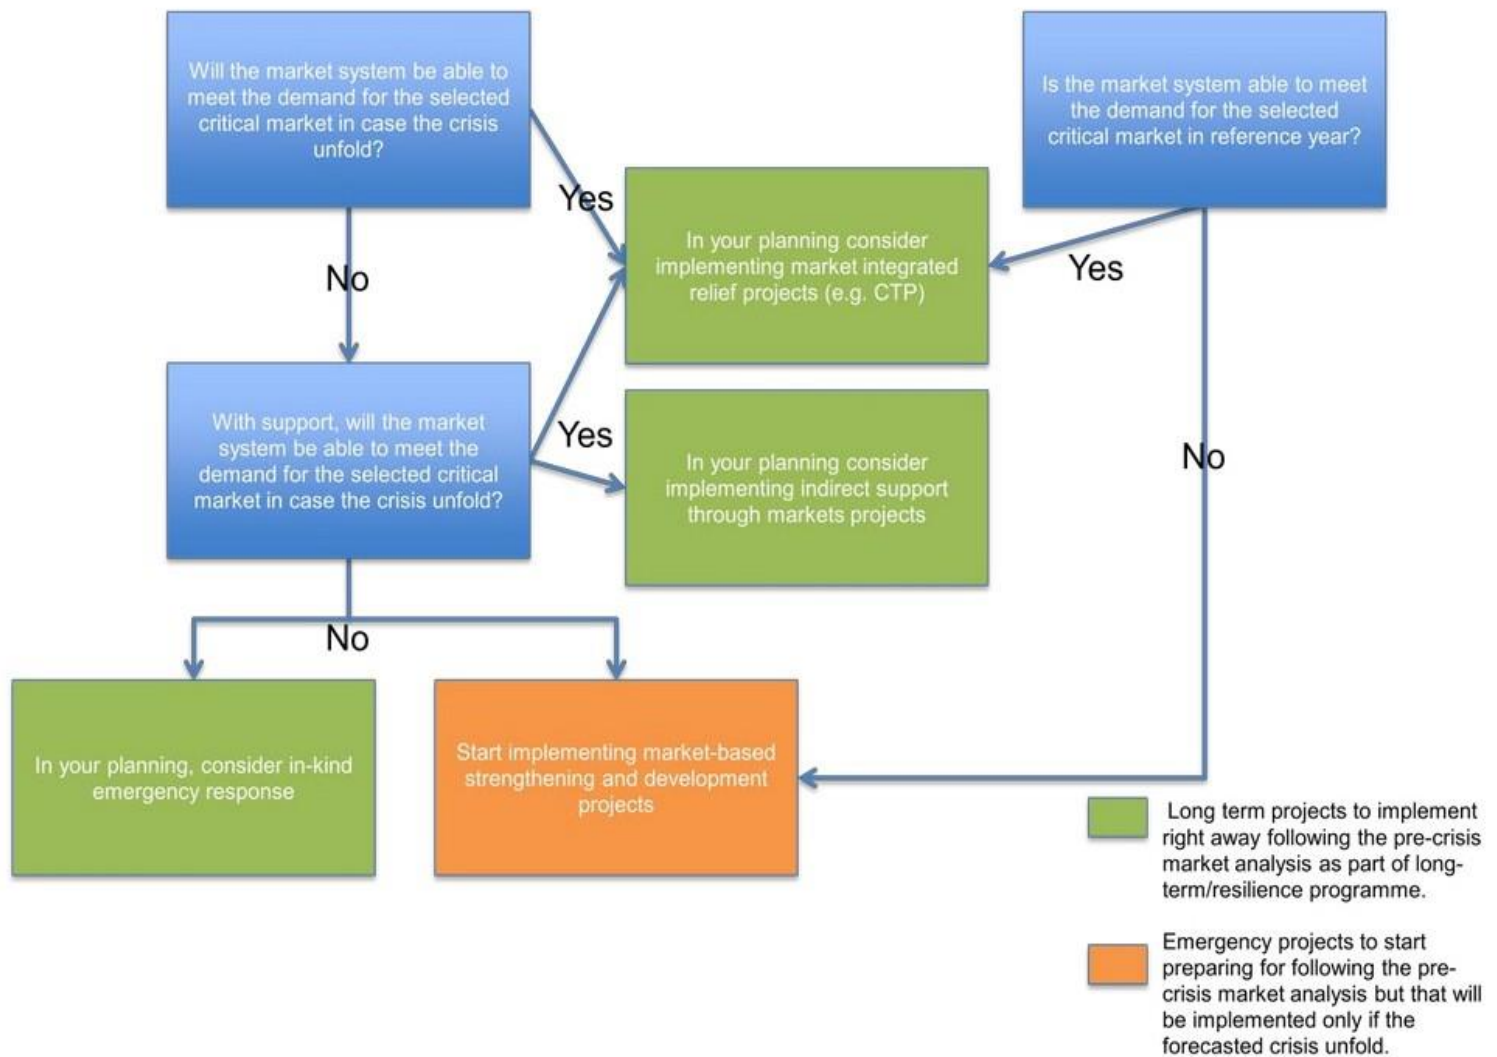 Will the market system be able to
meet the demand for the selected
critical market in case the crisis
unfold?
Is the market system able to meet
the demand for the selected
critical market in reference year?
Yes
In your planning consider
implementing market integrated
relief projects (e.g. CTP)
Yes
No
With support, will the market
system be able to meet the
demand for the selected critical
market in case the crisis unfold?
Yes
In your planning consider
implementing indirect support
through markets projects
No
No
In your planning, consider in-kind
emergency response
Start implementing market-based
strengthening and development
projects
Long term projects to implement
right away following the pre-crisis
market analysis as part of long-
term/resilience programme.
Emergency projects to start
preparing for following the pre-
crisis market analysis but that will
be implemented only if the
forecasted crisis unfold.